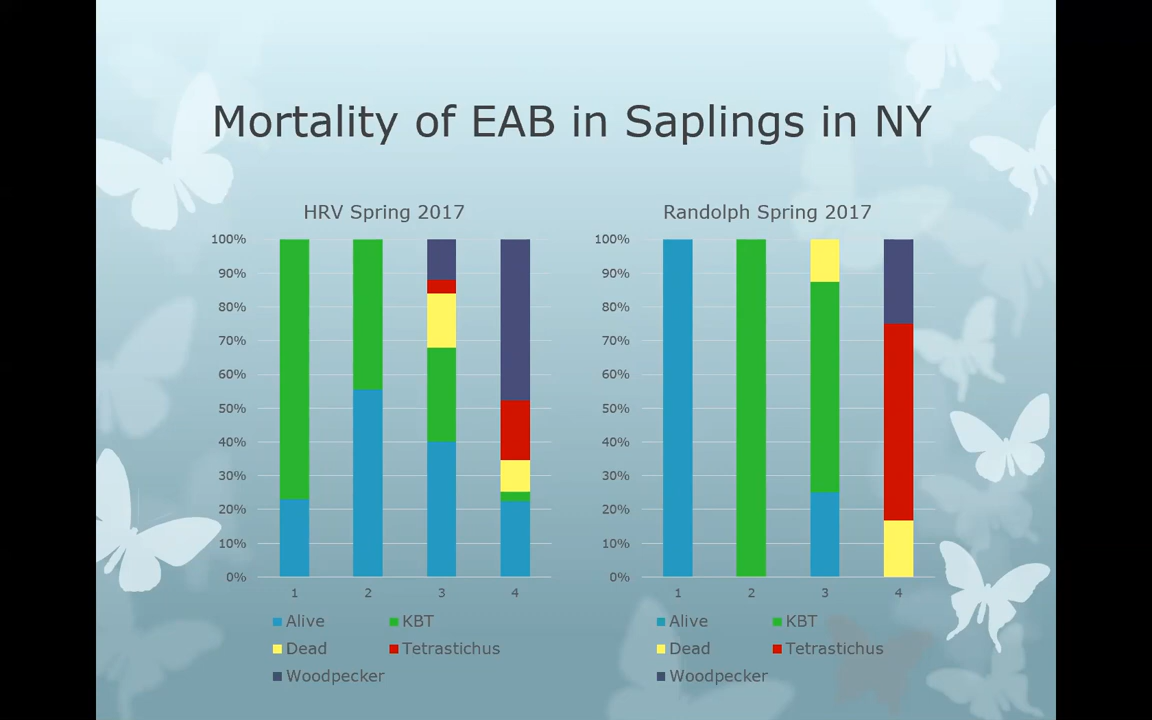 Mortality of EAB in Saplings in NY
HRV Spring 2017
100%
90%
80%
70%
60%
50%
40%
30%
20%
10%
0%
1 2 3 4
Alive KBT
Dead Tetrastichus
Woodpecker
Randolph Spring 2017
100%
90%
80%
70%
60%
50%
40%
30%
20%
10%
0%
1 2 3 4
Alive KBT
Dead Tetrastichus
Woodpecker